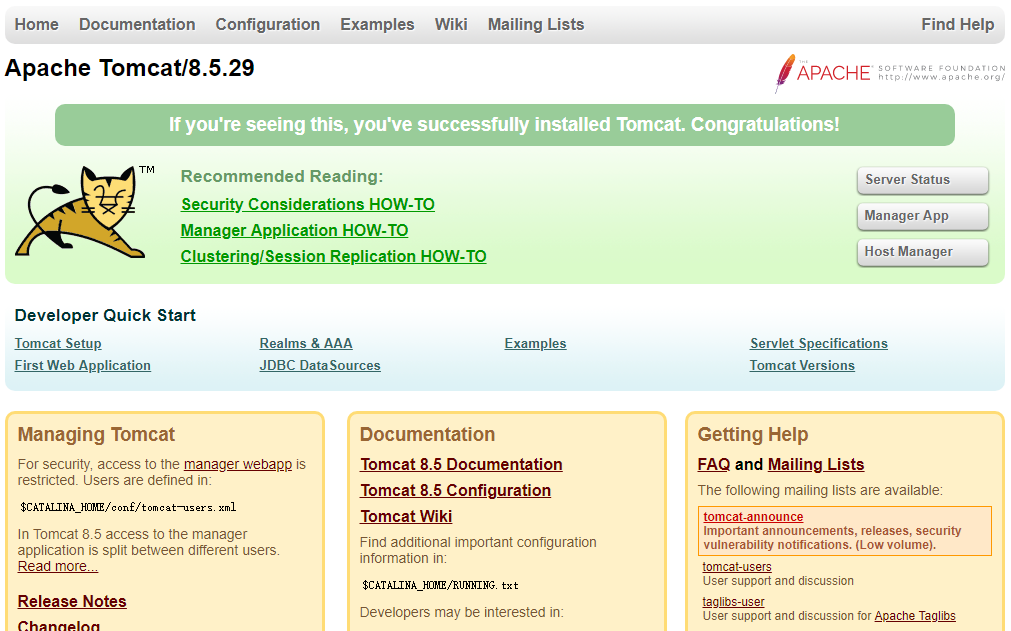 Home Documentation Configuration Examples Wiki Mailing Lists Find Help
Apache Tomcat/8.5.29
THE
APACHE® SOFTWARE FOUNDATION
http://www.apache.org/
If you're seeing this, you've successfully installed Tomcat. Congratulations!
TM
Recommended Reading:
Security Considerations HOW-TO
Manager Application HOW-TO
Clustering/Session Replication HOW-TO
Server Status
Manager App
Host Manager
Developer Quick Start
Tomcat Setup
First Web Application
Realms & AAA
JDBC DataSources
Examples
Servlet Specifications
Tomcat Versions
Managing Tomcat
For security, access to the manager webapp is
restricted. Users are defined in:
$CATALINA_HOME/conf/tomcat-users.xml
In Tomcat 8.5 access to the manager
application is split between different users.
Read more...
Release Notes
Changelog
Documentation
Tomcat 8.5 Documentation
Tomcat 8.5 Configuration
Tomcat Wiki
Find additional important configuration
information in:
$CATALINA_HOME/RUNNING.txt
Developers may be interested in:
Getting Help
FAQ and Mailing Lists
The following mailing lists are available:
tomcat-announce
Important announcements, releases, security
vulnerability notifications. (Low volume).
tomcat-users
User support and discussion
taglibs-user
User support and discussion for Apache Taglibs